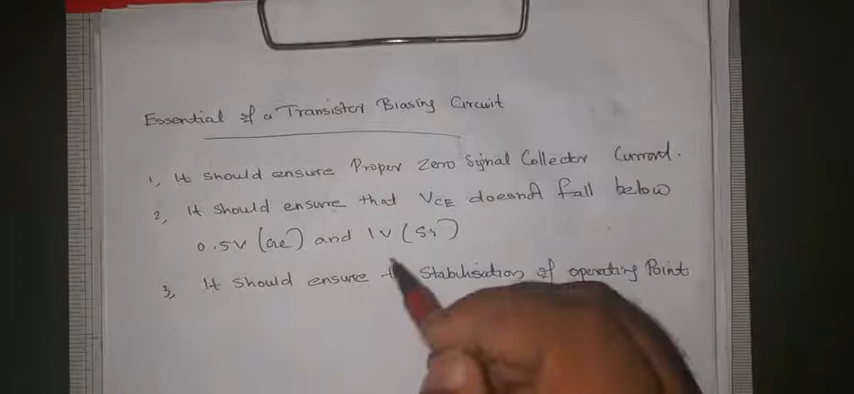 Essential of a Transistor Biasing Circuit
1, It should ensure Proper Zero Signal Collector Current.
2, It should ensure that VCE doesnot fall below
0.5V (Ge) and 1V (Si)
3, It should ensure Stabilisation of operating Point